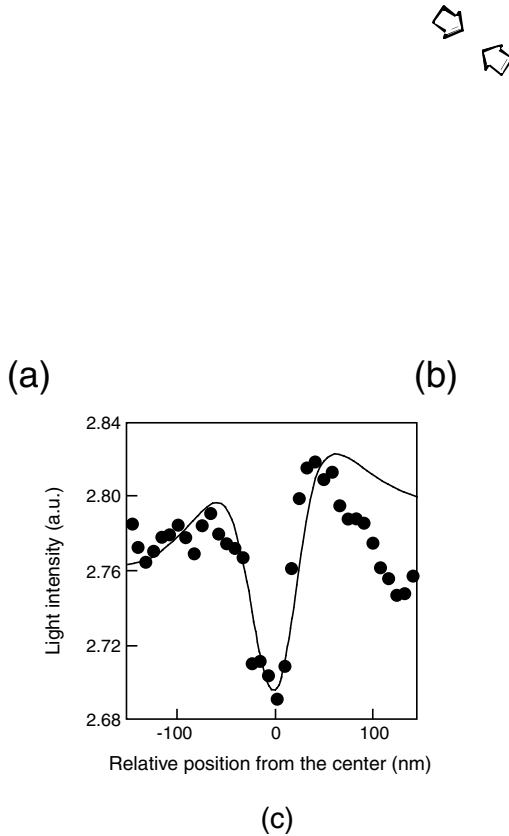 (a) (b)
2.84
2.80
2.76
2.72
2.68
Light intensity (a.u.)
-100 0 100
Relative position from the center (nm)
(c)